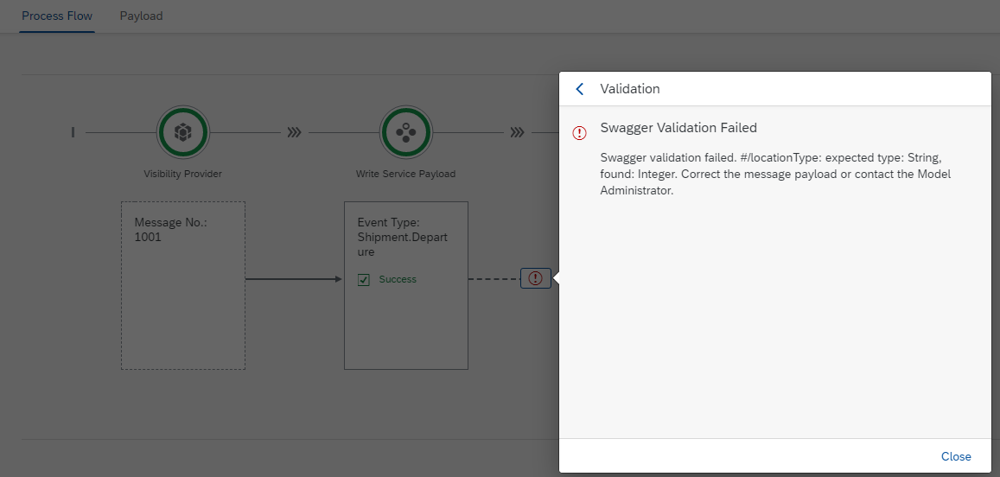 Process Flow Payload
Validation
Swagger Validation Failed
Swagger validation failed. #/locationType: expected type: String,
found: Integer. Correct the message payload or contact the Model
Administrator.
Visibility Provider
Write Service Payload
Message No.:
1001
Event Type:
Shipment.Depart
ure
Success
Close